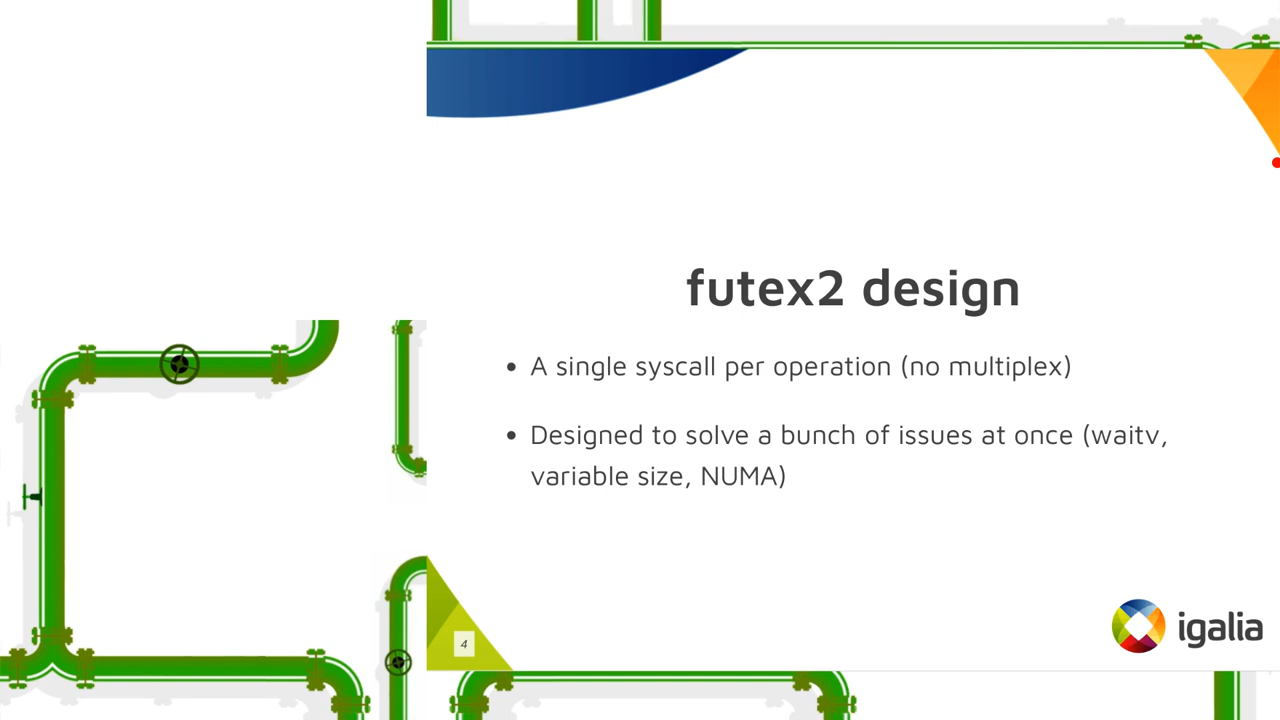 futex2 design
• A single syscall per operation (no multiplex)
• Designed to solve a bunch of issues at once (waitv,
variable size, NUMA)
4
igalia